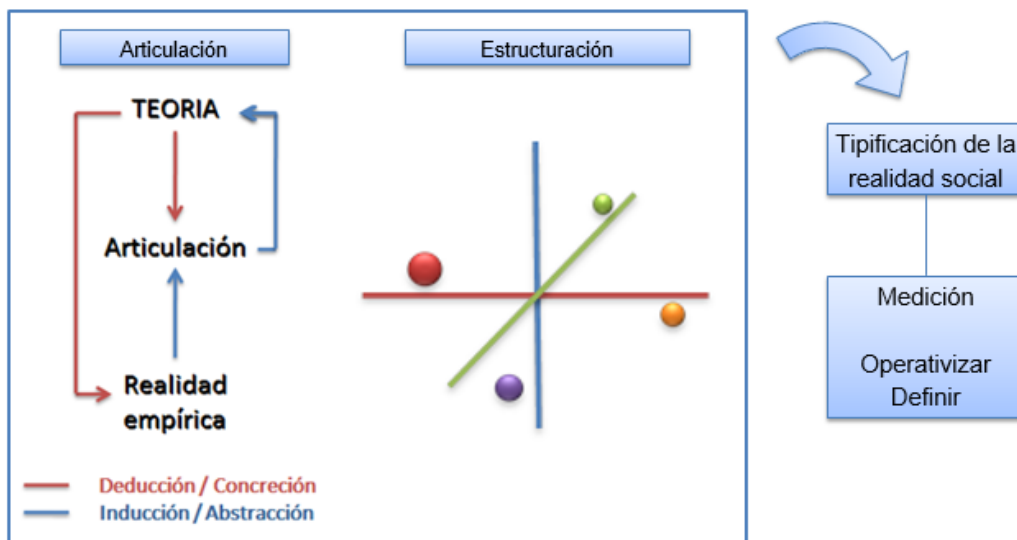 Articulación
Estructuración
TEORIA
Articulación
Realidad
empírica
Deducción / Concreción
Inducción / Abstracción
Tipificación de la
realidad social
Medición
Operativizar
Definir